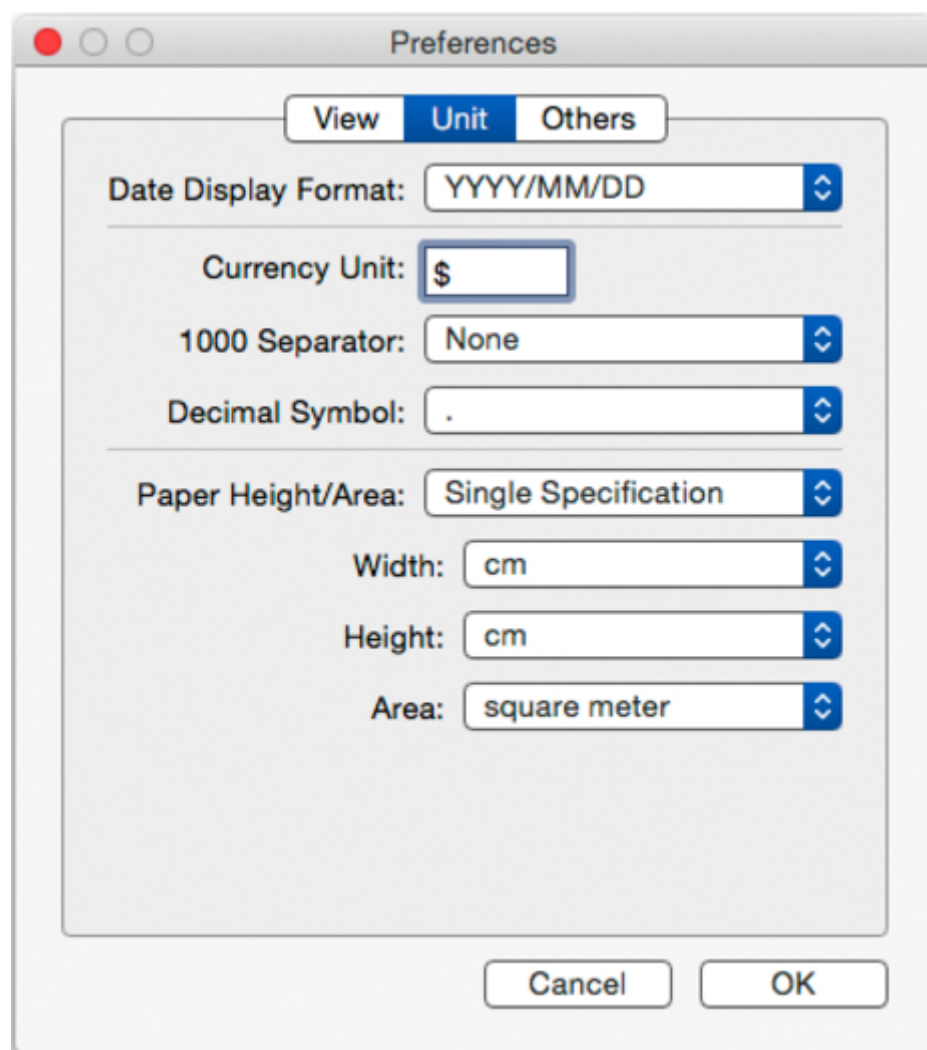 Preferences
View Unit Others
Date Display Format: YYYY/MM/DD
Currency Unit: $
1000 Separator: None
Decimal Symbol: .
Paper Height/Area: Single Specification
Width: cm
Height: cm
Area: square meter
Cancel OK